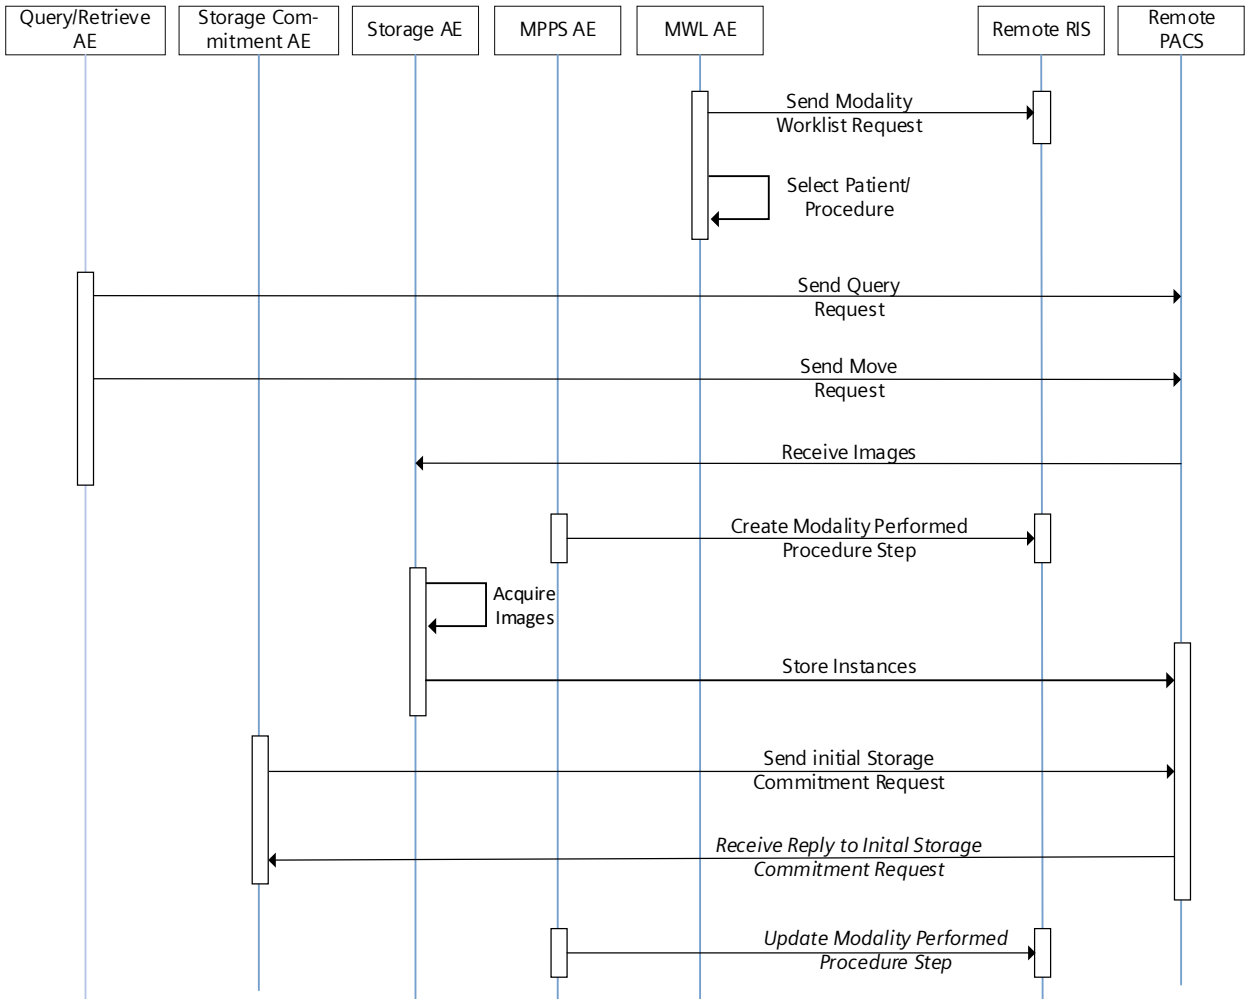 Query/Retrieve
AE
Storage Com-
mitment AE
Storage AE
MPPS AE
MWL AE
Remote RIS
Remote
PACS
Send Modality
Worklist Request
Select Patient/
Procedure
Send Query
Request
Send Move
Request
Receive Images
Create Modality Performed
Procedure Step
Acquire
Images
Store Instances
Send initial Storage
Commitment Request
Receive Reply to Inital Storage
Commitment Request
Update Modality Performed
Procedure Step